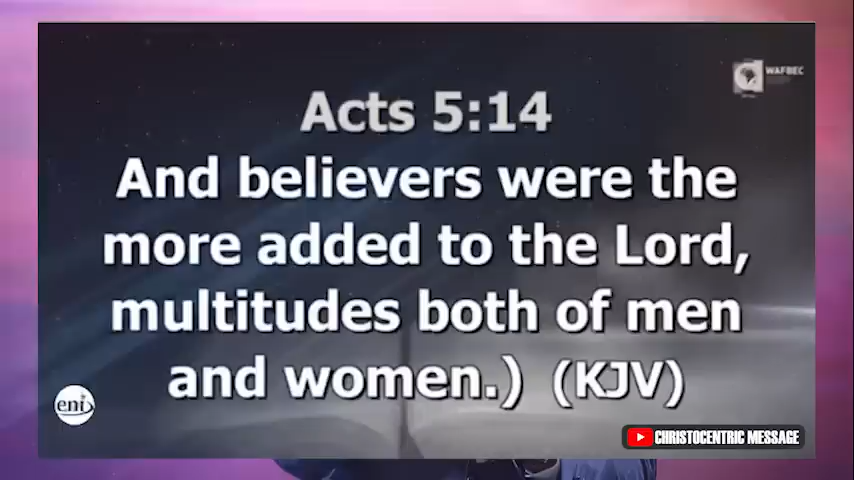 WAFBEC
Acts 5:14
And believers were the
more added to the Lord,
multitudes both of men
and women.) (KJV)
eni
CHRISTOCENTRIC MESSAGE